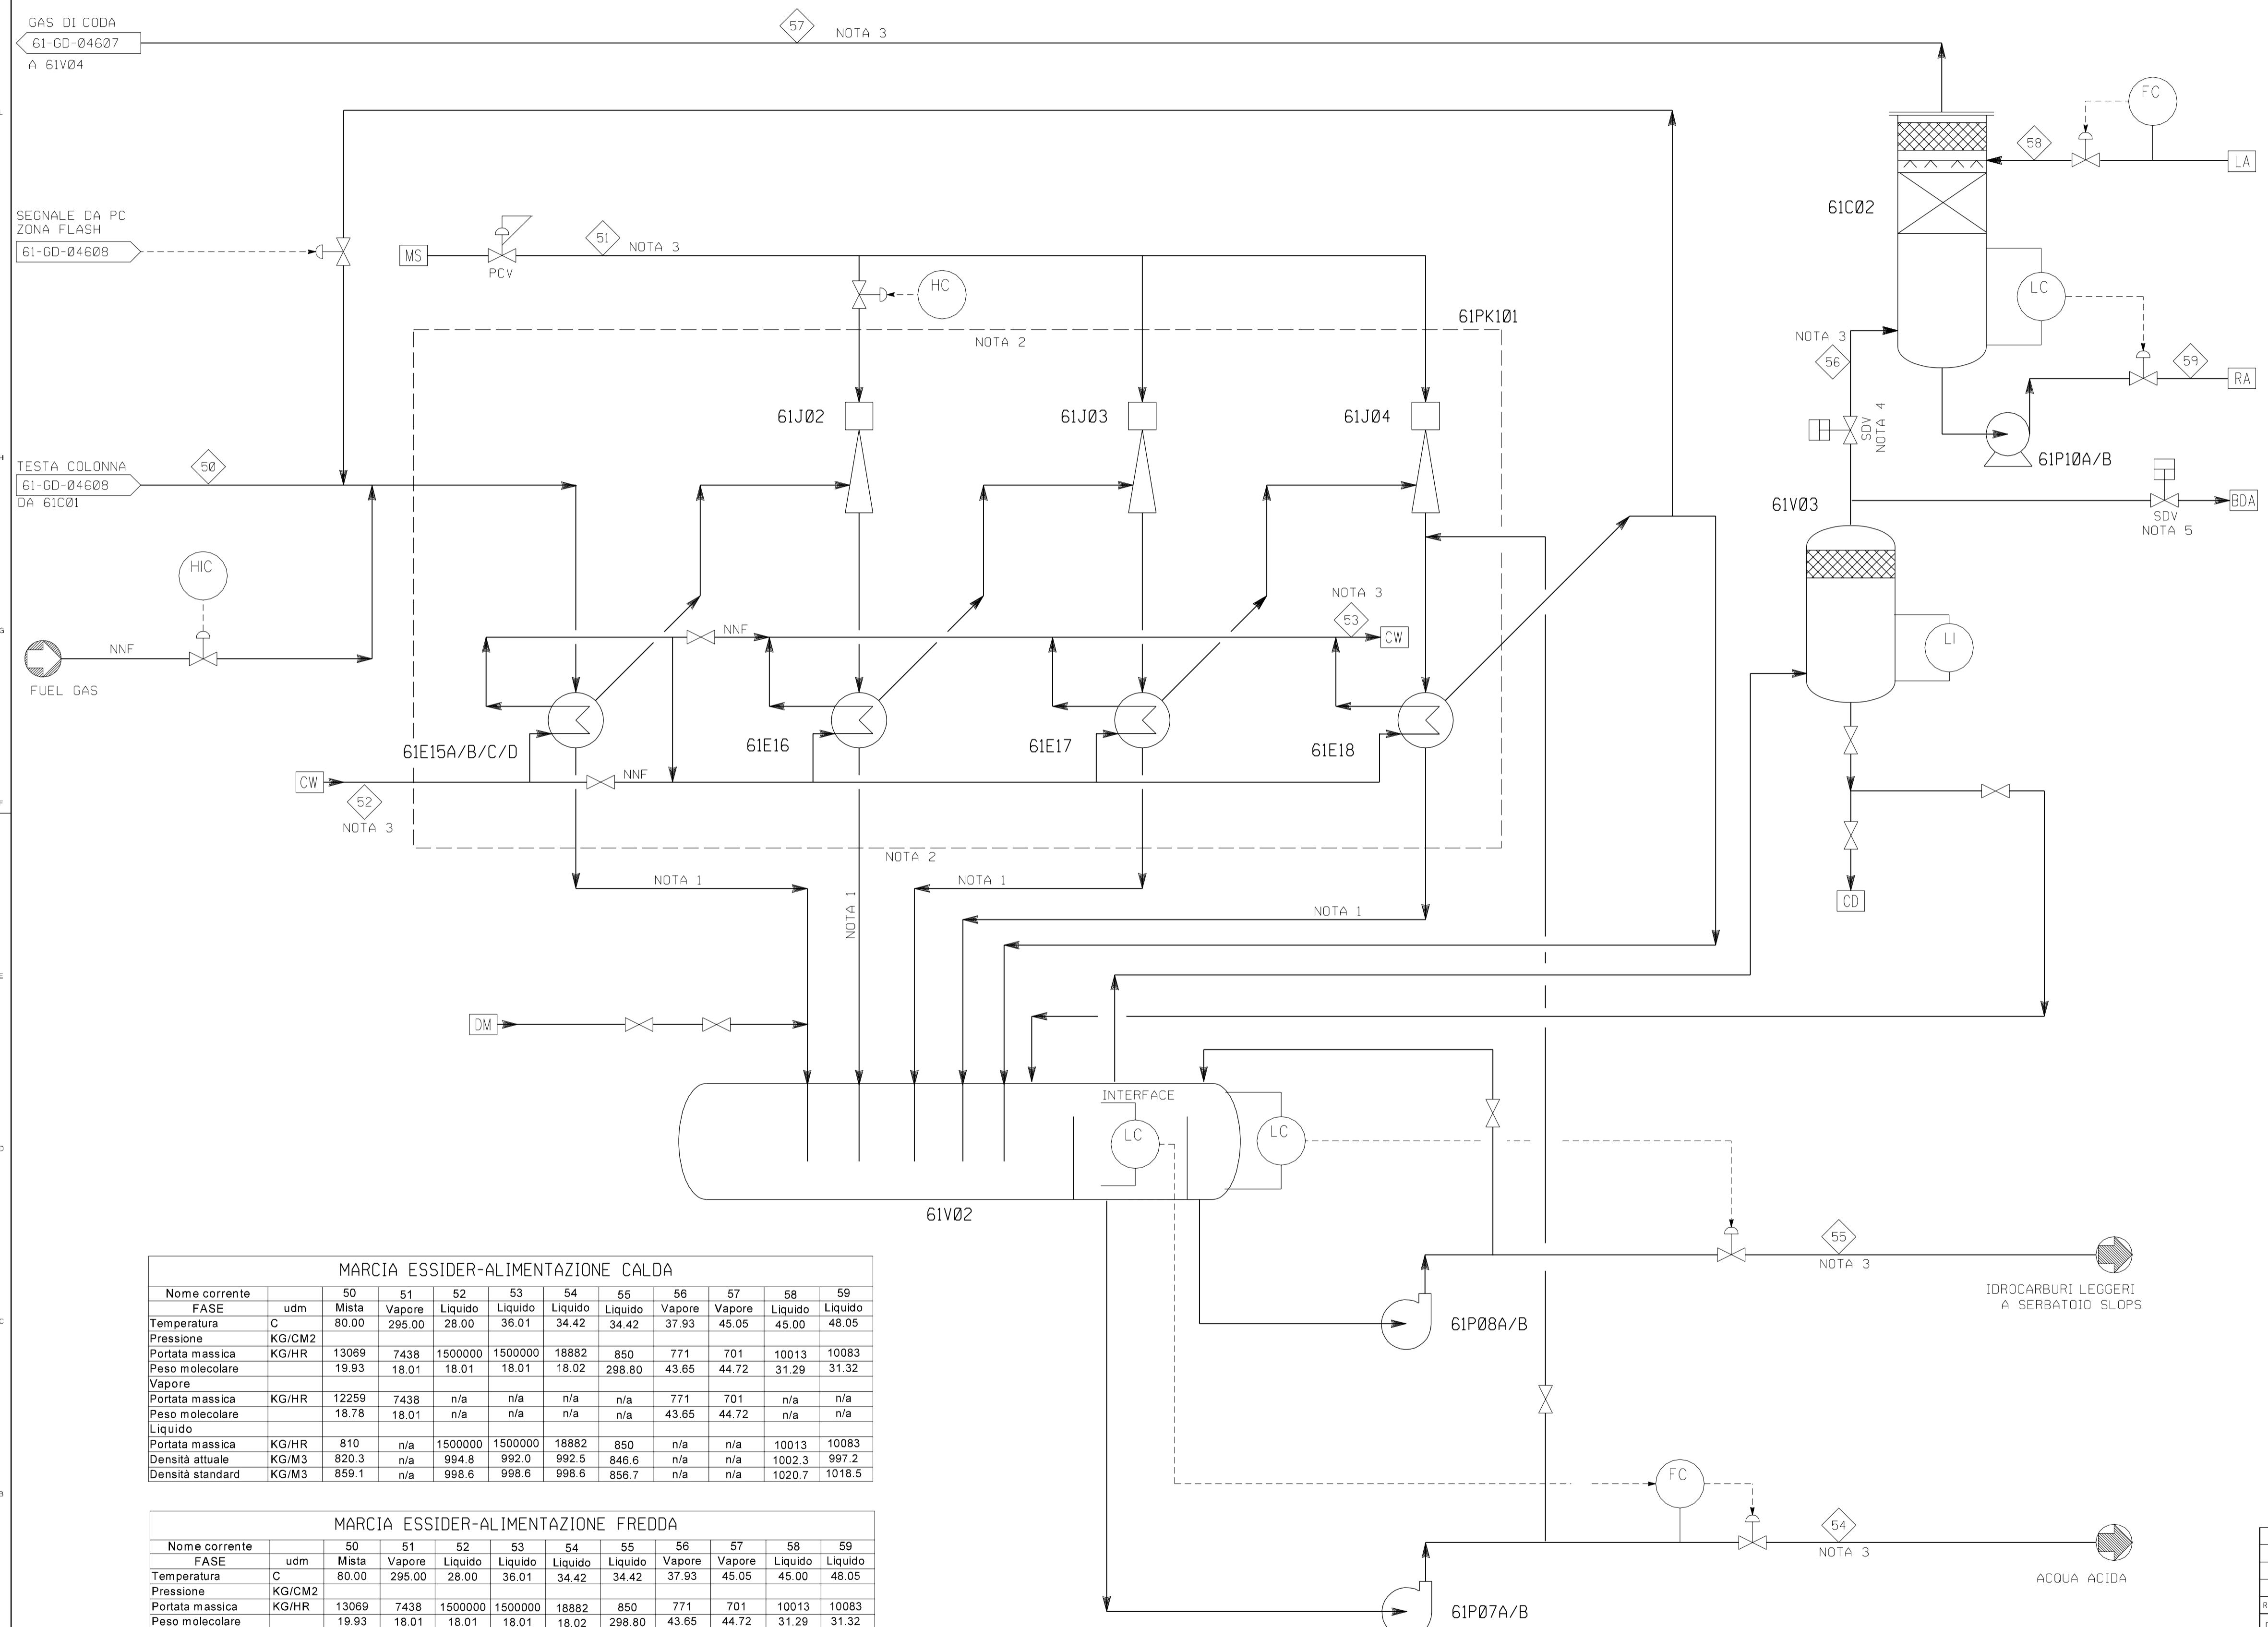 GAS DI CODA
61-GD-04607
A 61V04
57
NOTA 3
FC
58
LA
61C02
SEGNALE DA PC
ZONA FLASH
61-GD-04608
MS
PCV
51
NOTA 3
HC
61PK101
NOTA 2
LC
NOTA 3
56
59
RA
SDV
NOTA 4
61P10A/B
61J02
61J03
61J04
TESTA COLONNA
61-GD-04608
DA 61C01
50
61V03
SDV
NOTA 5
BDA
HIC
NNF
FUEL GAS
NNF
NOTA 3
53
CW
LI
61E15A/B/C/D
61E16
61E17
61E18
CW
52
NOTA 3
NNF
NOTA 2
NOTA 1
NOTA 1
NOTA 1
NOTA 1
CD
DM
INTERFACE
LC
LC
61V02
55
NOTA 3
IDROCARBURI LEGGERI
A SERBATOIO SLOPS
61P08A/B
FC
54
NOTA 3
ACQUA ACIDA
61P07A/B
MARCIA ESSIDER-ALIMENTAZIONE CALDA
Nome corrente 50 51 52 53 54 55 56 57 58 59
FASE udm Mista Vapore Liquido Liquido Liquido Liquido Vapore Vapore Liquido Liquido
Temperatura C 80.00 295.00 28.00 36.01 34.42 34.42 37.93 45.05 45.00 48.05
Pressione KG/CM2
Portata massica KG/HR 13069 7438 1500000 1500000 18882 850 771 701 10013 10083
Peso molecolare 19.93 18.01 18.01 18.01 18.02 298.80 43.65 44.72 31.29 31.32
Vapore
Portata massica KG/HR 12259 7438 n/a n/a n/a n/a 771 701 n/a n/a
Peso molecolare 18.78 18.01 n/a n/a n/a n/a 43.65 44.72 n/a n/a
Liquido
Portata massica KG/HR 810 n/a 1500000 1500000 18882 850 n/a n/a 10013 10083
Densità attuale KG/M3 820.3 n/a 994.8 992.0 992.5 846.6 n/a n/a 1002.3 997.2
Densità standard KG/M3 859.1 n/a 998.6 998.6 998.6 856.7 n/a n/a 1020.7 1018.5
MARCIA ESSIDER-ALIMENTAZIONE FREDDA
Nome corrente 50 51 52 53 54 55 56 57 58 59
FASE udm Mista Vapore Liquido Liquido Liquido Liquido Vapore Vapore Liquido Liquido
Temperatura C 80.00 295.00 28.00 36.01 34.42 34.42 37.93 45.05 45.00 48.05
Pressione KG/CM2
Portata massica KG/HR 13069 7438 1500000 1500000 18882 850 771 701 10013 10083
Peso molecolare 19.93 18.01 18.01 18.01 18.02 298.80 43.65 44.72 31.29 31.32